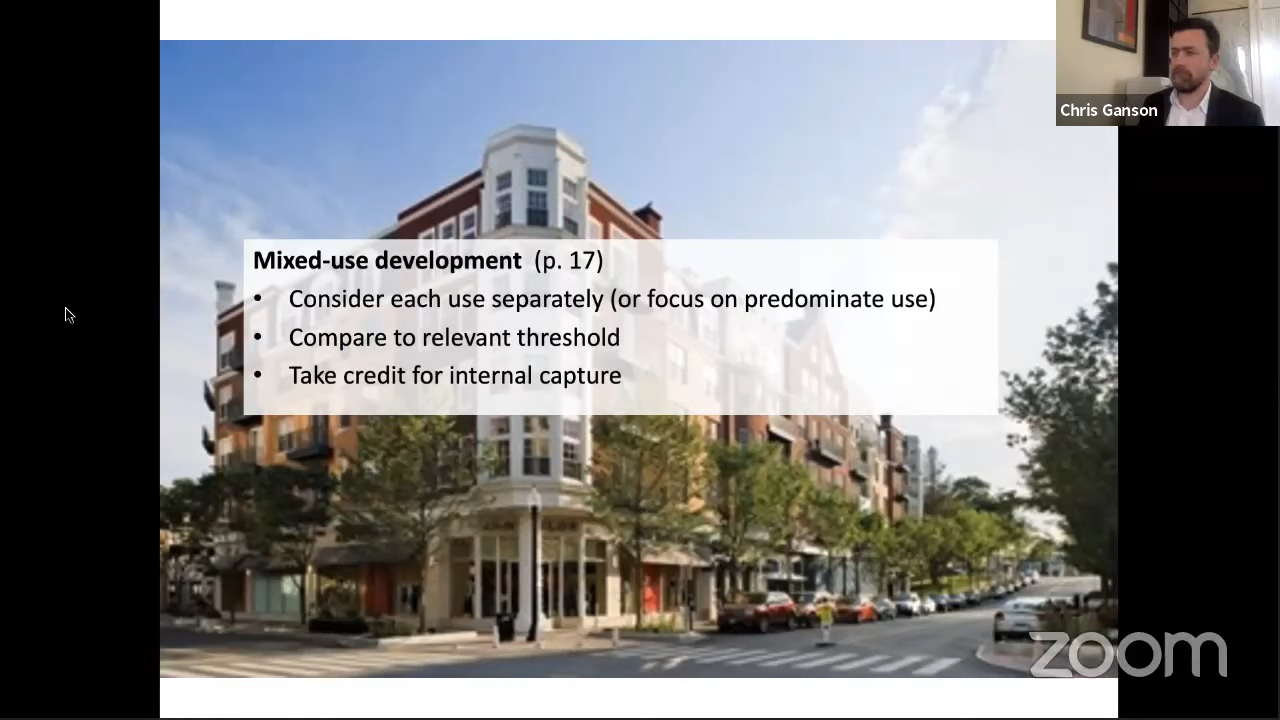 Chris Ganson
Mixed-use development (p. 17)
• Consider each use separately (or focus on predominate use)
• Compare to relevant threshold
• Take credit for internal capture
zoom